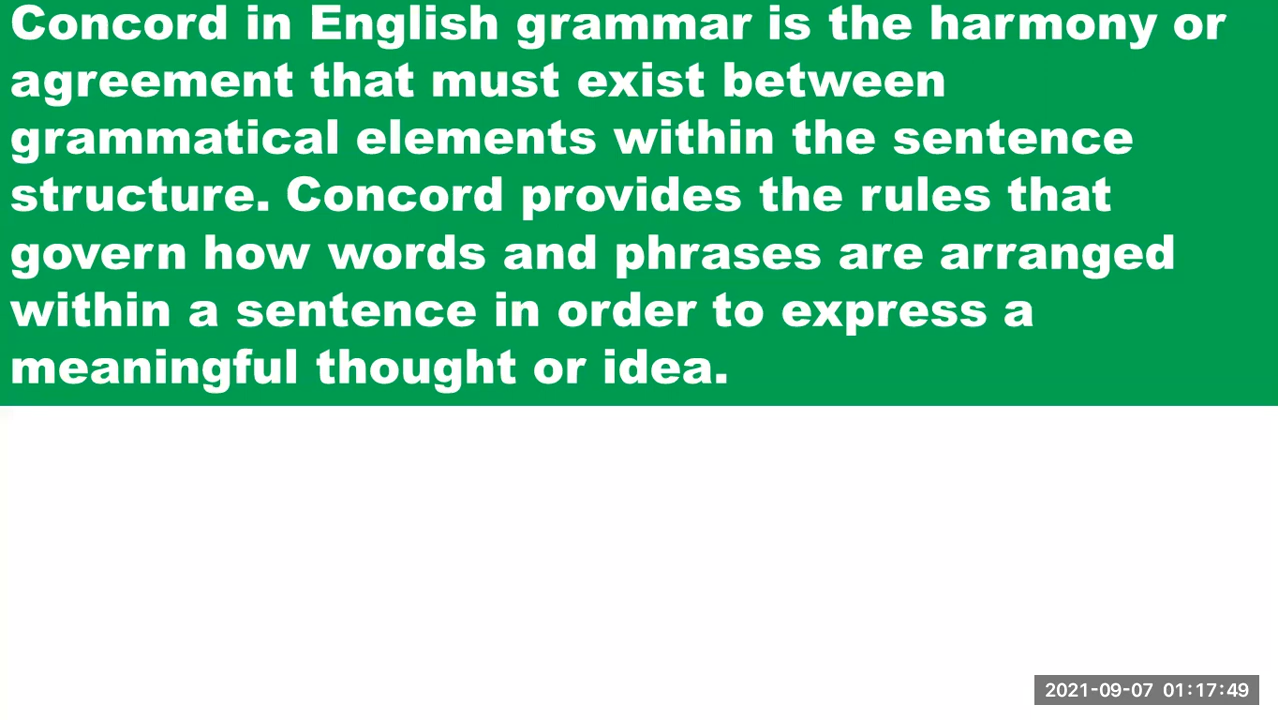 Concord in English grammar is the harmony or
agreement that must exist between
grammatical elements within the sentence
structure. Concord provides the rules that
govern how words and phrases are arranged
within a sentence in order to express a
meaningful thought or idea.
2021-09-07 01:17:49